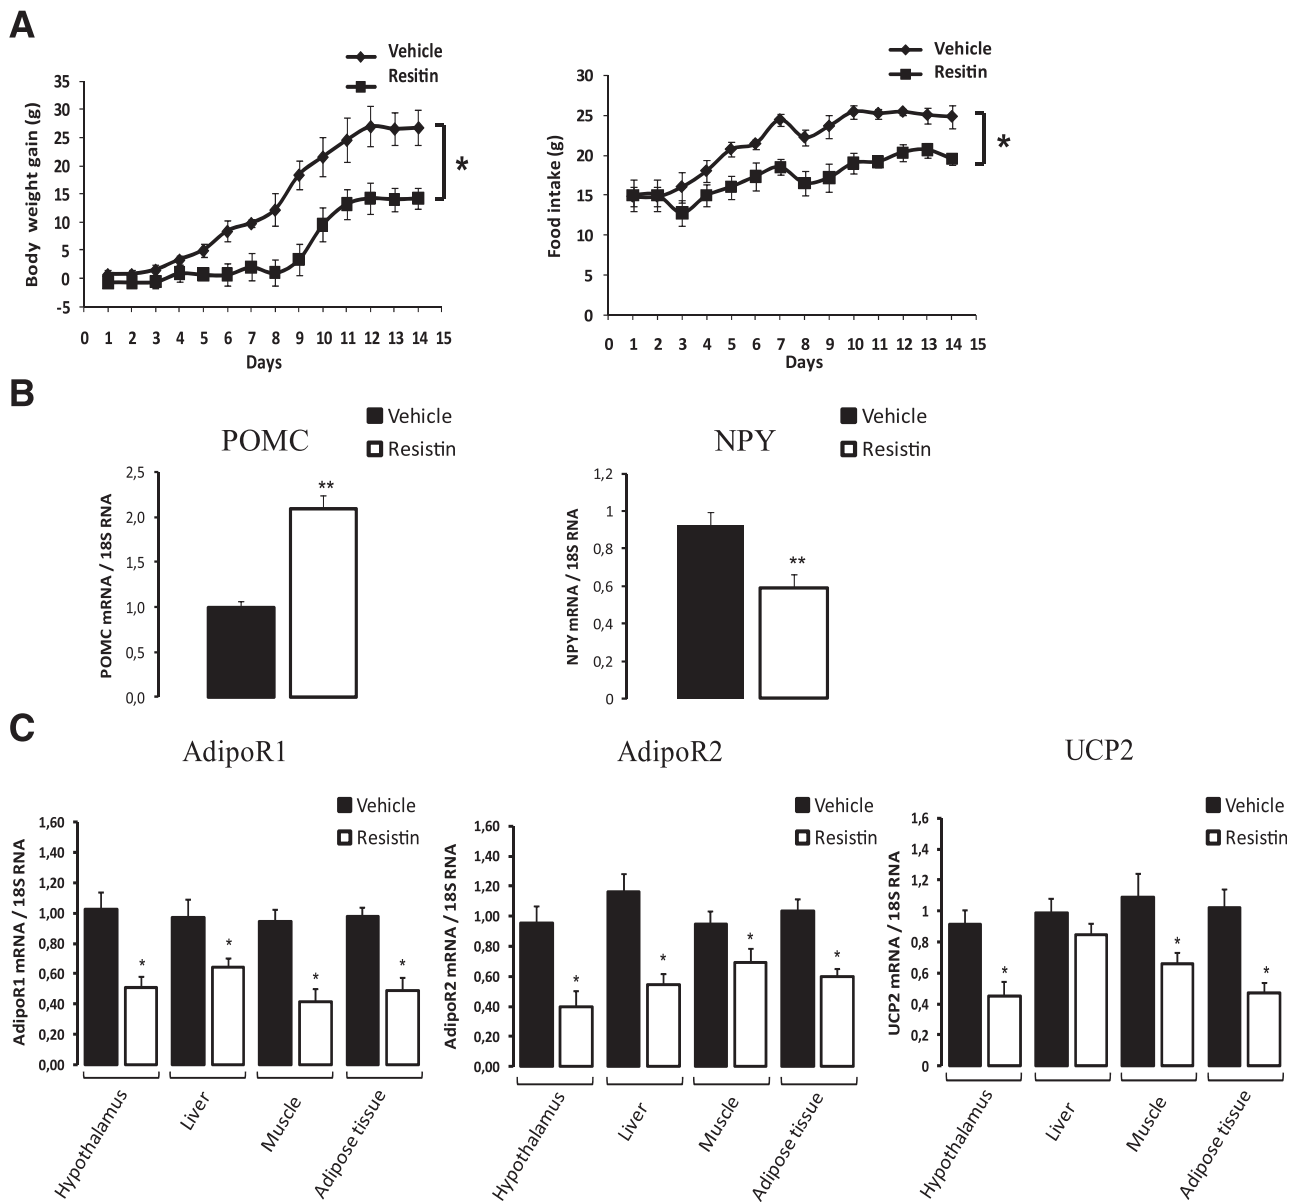 A
Vehicle
Resitin
Body weight gain (g)
35
30
25
20
15
10
5
0
-5
*
0 1 2 3 4 5 6 7 8 9 10 11 12 13 14 15
Days
Vehicle
Resitin
Food intake (g)
30
25
20
15
10
5
0
*
0 1 2 3 4 5 6 7 8 9 10 11 12 13 14 15
Days
B
POMC
Vehicle
Resistin
POMC mRNA / 18S RNA
2,5
2,0
1,5
1,0
0,5
0,0
**
NPY
Vehicle
Resistin
NPY mRNA / 18S RNA
1,2
1
0,8
0,6
0,4
0,2
0
**
C
AdipoR1
Vehicle
Resistin
AdipoR1 mRNA / 18S RNA
1,60
1,40
1,20
1,00
0,80
0,60
0,40
0,20
0,00
* * * *
Hypothalamus
Liver
Muscle
Adipose tissue
AdipoR2
Vehicle
Resistin
AdipoR2 mRNA / 18S RNA
1,60
1,40
1,20
1,00
0,80
0,60
0,40
0,20
0,00
* * * *
Hypothalamus
Liver
Muscle
Adipose tissue
UCP2
Vehicle
Resistin
UCP2 mRNA / 18S RNA
1,6
1,4
1,2
1
0,8
0,6
0,4
0,2
0
* * *
Hypothalamus
Liver
Muscle
Adipose tissue